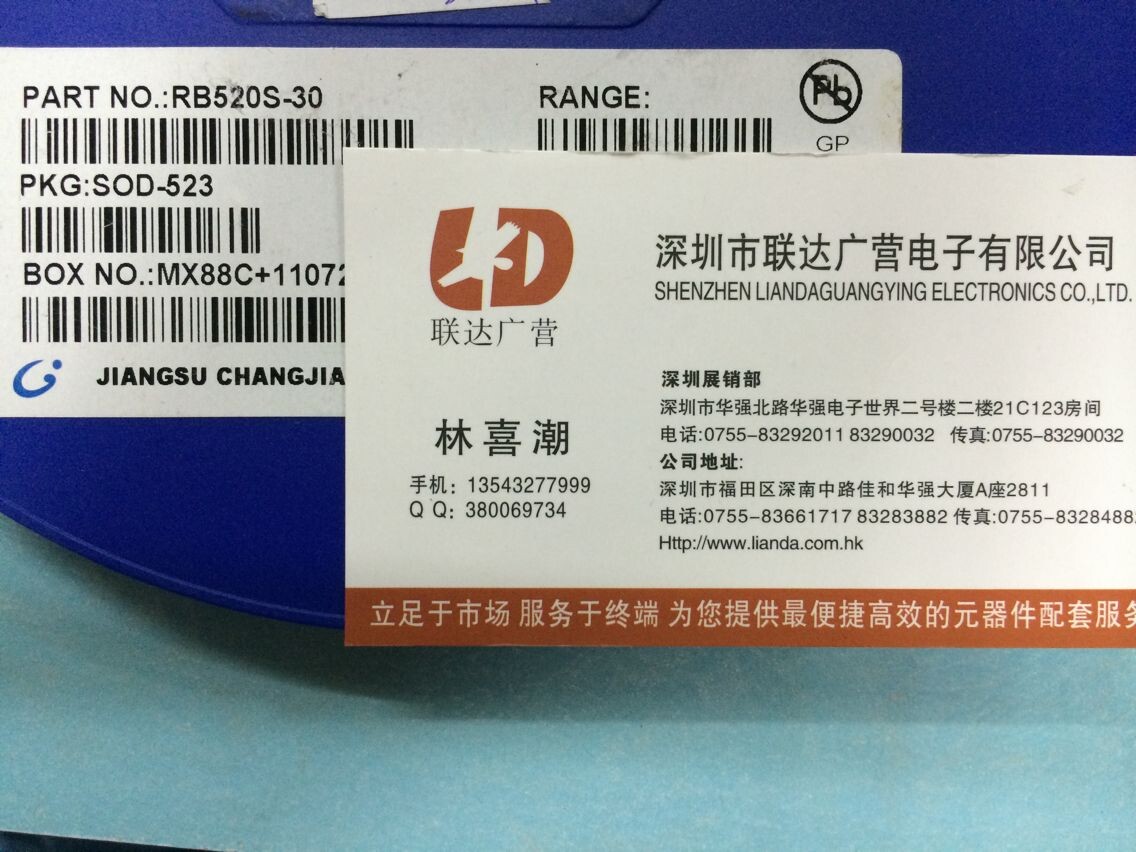 PART NO.:RB520S-30
RANGE:
Pb
GP
PKG:SOD-523
BOX NO.:MX88C+11072
JIANGSU CHANGJIA
联达广营
深圳市联达广营电子有限公司
SHENZHEN LIANDAGUANGYING ELECTRONICS CO.,LTD.
林喜潮
手机：13543277999
Q Q：380069734
深圳展销部
深圳市华强北路华强电子世界二号楼二楼21C123房间
电话:0755-83292011 83290032 传真:0755-83290032
公司地址:
深圳市福田区深南中路佳和华强大厦A座2811
电话:0755-83661717 83283882 传真:0755-8328488
Http://www.lianda.com.hk
立足于市场 服务于终端 为您提供最便捷高效的元器件配套服务